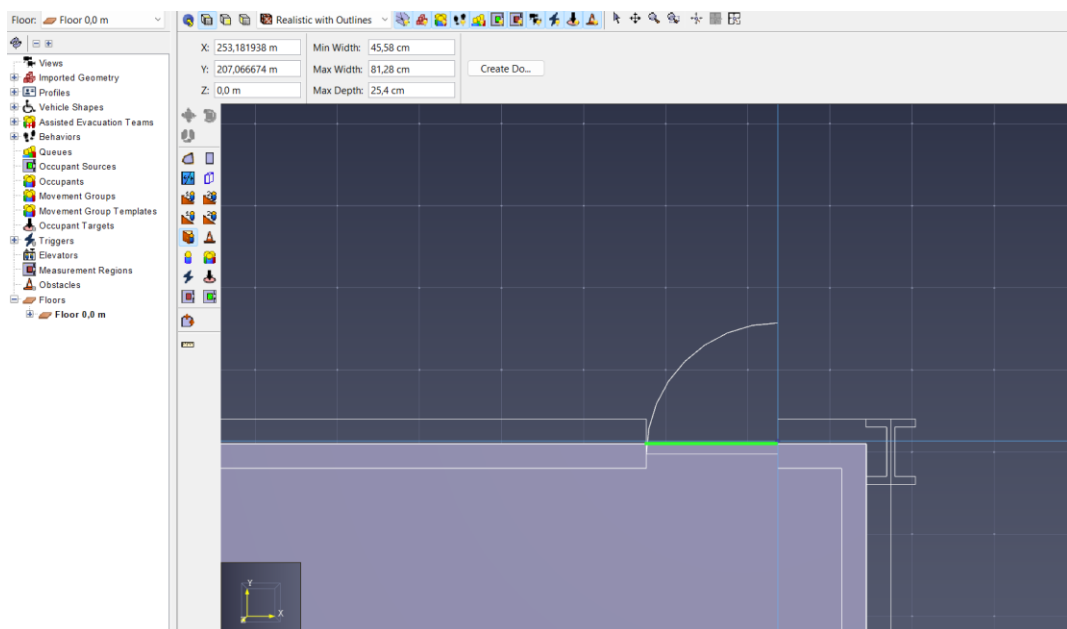 Floor: Floor 0,0 m
Realistic with Outlines
X: 253,181938 m Min Width: 45,58 cm
Y: 207,066674 m Max Width: 81,28 cm Create Do...
Z: 0,0 m Max Depth: 25,4 cm
Views
Imported Geometry
Profiles
Vehicle Shapes
Assisted Evacuation Teams
Behaviors
Queues
Occupant Sources
Occupants
Movement Groups
Movement Group Templates
Occupant Targets
Triggers
Elevators
Measurement Regions
Obstacles
Floors
Floor 0,0 m
Y
X